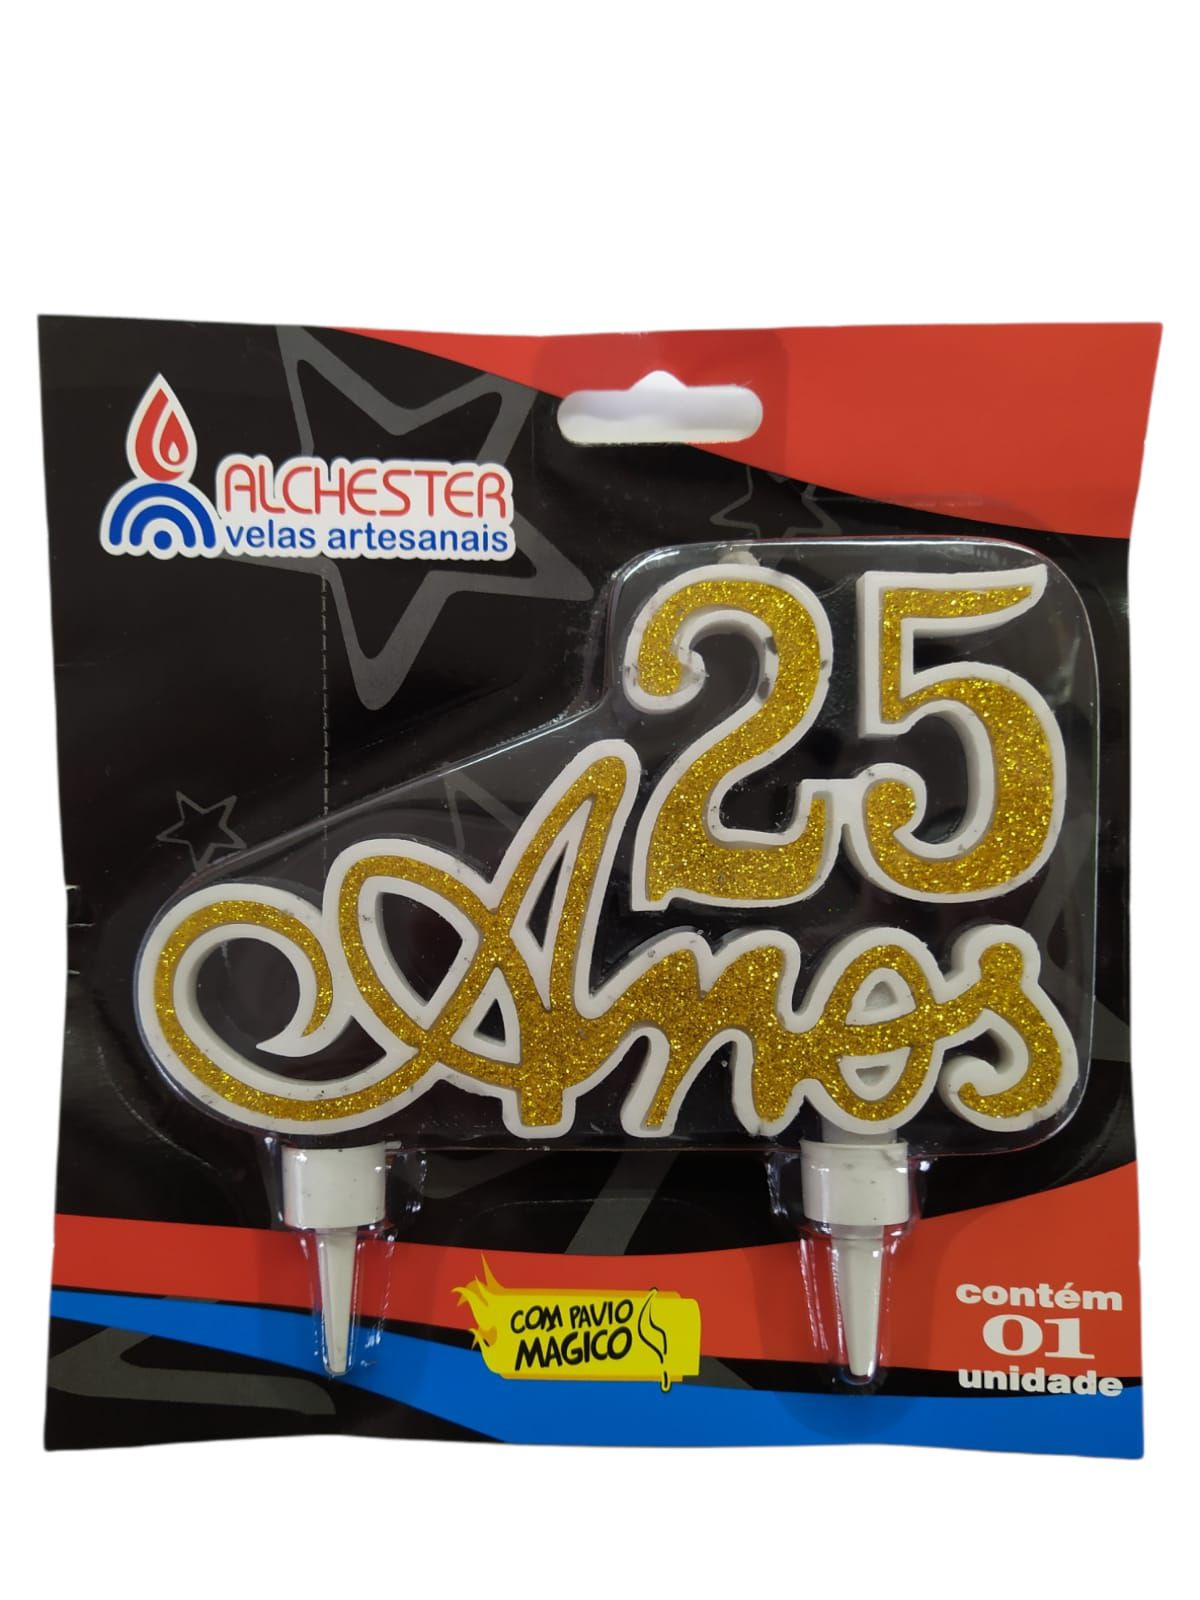 ALCHESTER
velas artesanais
25
Anos
COM PAVIO
MAGICO
contém
01
unidade